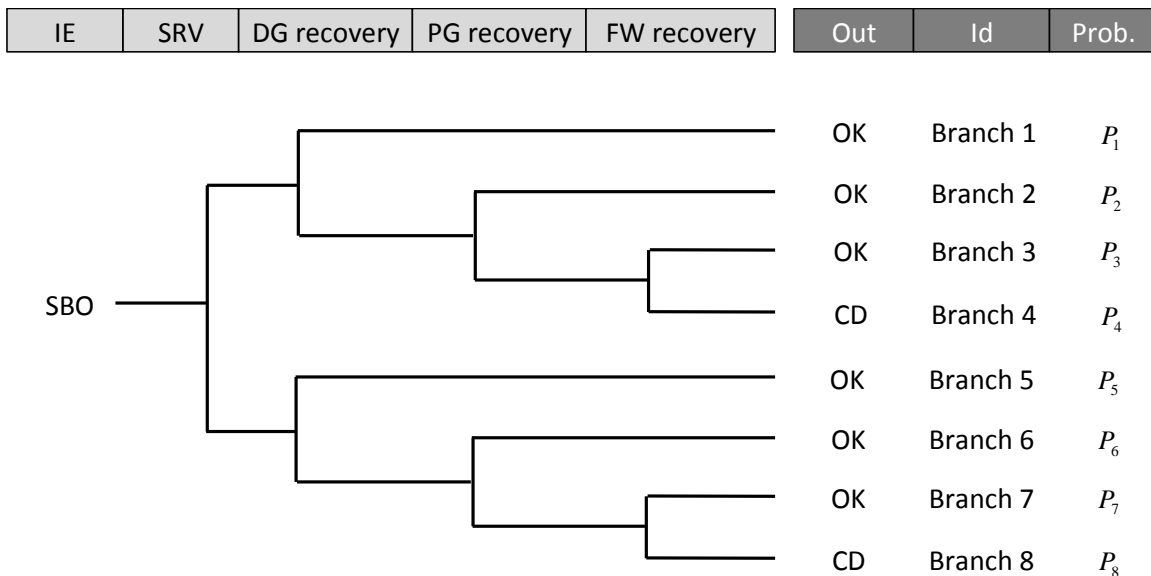 IE SRV DG recovery PG recovery FW recovery Out Id Prob.
OK Branch 1 P1
OK Branch 2 P2
OK Branch 3 P3
SBO CD Branch 4 P4
OK Branch 5 P5
OK Branch 6 P6
OK Branch 7 P7
CD Branch 8 P8